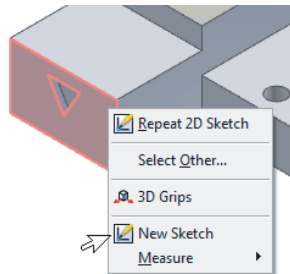 Repeat 2D Sketch
Select Other...
3D Grips
New Sketch
Measure